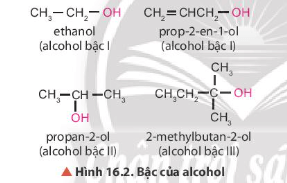 CH₃—CH₂—OH CH₂=CHCH₂—OH
ethanol prop-2-en-1-ol
(alcohol bậc I (alcohol bậc I)
CH₃
CH₃—CH—CH₃ CH₃CH₂—C—OH
OH CH₃
propan-2-ol 2-methylbutan-2-ol
(alcohol bậc II) (alcohol bậc III)
▲ Hình 16.2. Bậc của alcohol